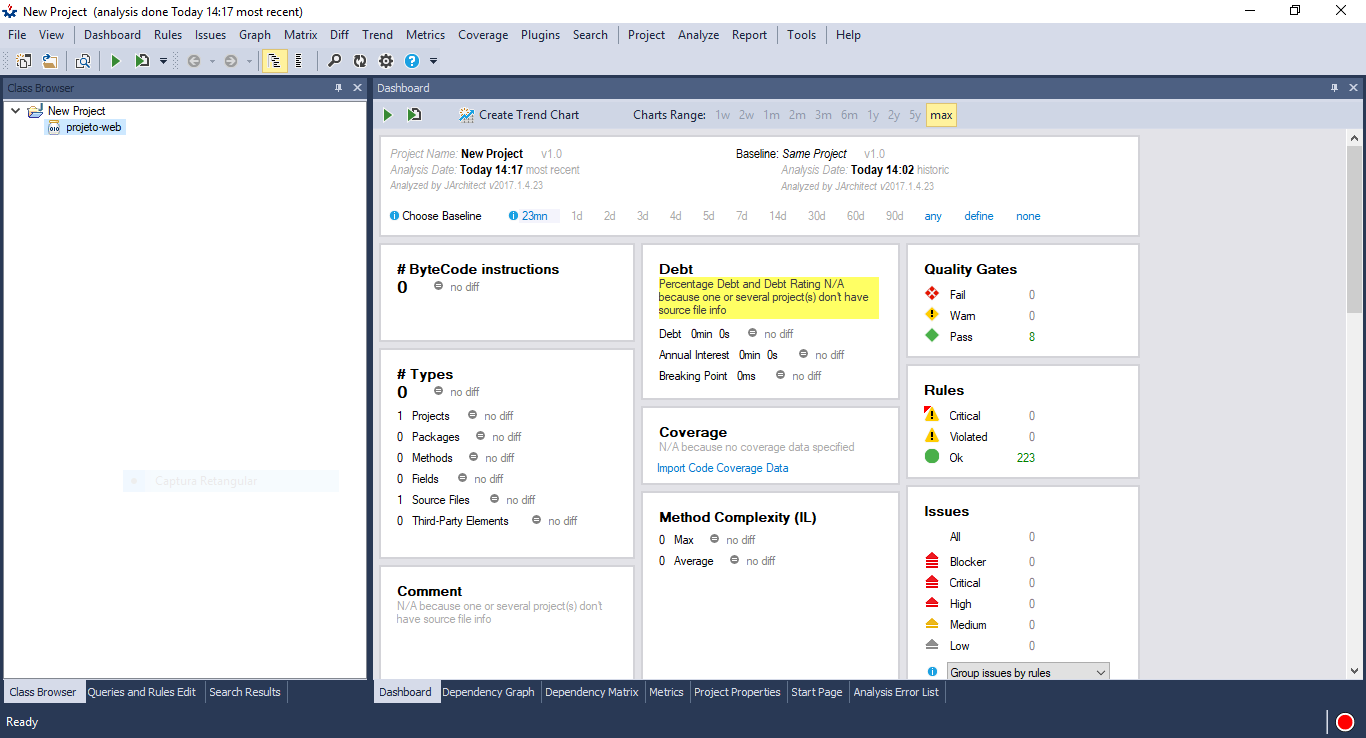 New Project (analysis done Today 14:17 most recent)
File View Dashboard Rules Issues Graph Matrix Diff Trend Metrics Coverage Plugins Search Project Analyze Report Tools Help
Class Browser
New Project
projeto-web
Captura Retangular
Class Browser Queries and Rules Edit Search Results
Dashboard
Create Trend Chart Charts Range: 1w 2w 1m 2m 3m 6m 1y 2y 5y max
Project Name: New Project v1.0
Analysis Date: Today 14:17 most recent
Analyzed by JArchitect v2017.1.4.23
Baseline: Same Project v1.0
Analysis Date: Today 14:02 historic
Analyzed by JArchitect v2017.1.4.23
Choose Baseline 23mn 1d 2d 3d 4d 5d 7d 14d 30d 60d 90d any define none
# ByteCode instructions
0 no diff
# Types
0 no diff
1 Projects no diff
0 Packages no diff
0 Methods no diff
0 Fields no diff
1 Source Files no diff
0 Third-Party Elements no diff
Comment
N/A because one or several project(s) don't
have source file info
Debt
Percentage Debt and Debt Rating N/A
because one or several project(s) don't have
source file info
Debt 0min 0s no diff
Annual Interest 0min 0s no diff
Breaking Point 0ms no diff
Coverage
N/A because no coverage data specified
Import Code Coverage Data
Method Complexity (IL)
0 Max no diff
0 Average no diff
Quality Gates
Fail 0
Warn 0
Pass 8
Rules
Critical 0
Violated 0
Ok 223
Issues
All 0
Blocker 0
Critical 0
High 0
Medium 0
Low 0
Group issues by rules
Dashboard Dependency Graph Dependency Matrix Metrics Project Properties Start Page Analysis Error List
Ready